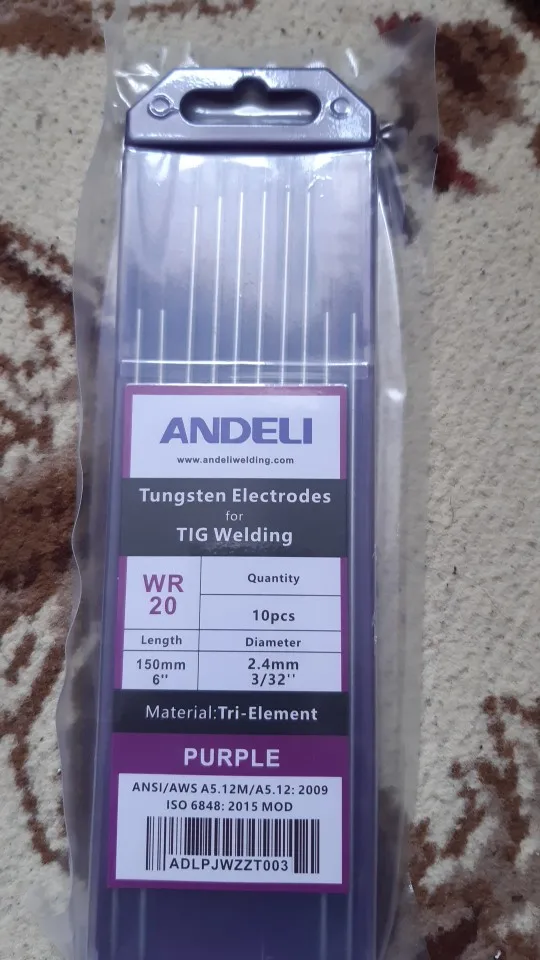 ANDELI
www.andeliwelding.com
Tungsten Electrodes
for
TIG Welding
WR
20
Quantity
10pcs
Length
Diameter
150mm
6''
2.4mm
3/32''
Material:Tri-Element
PURPLE
ANSI/AWS A5.12M/A5.12: 2009
ISO 6848: 2015 MOD
ADLPJWZZT003